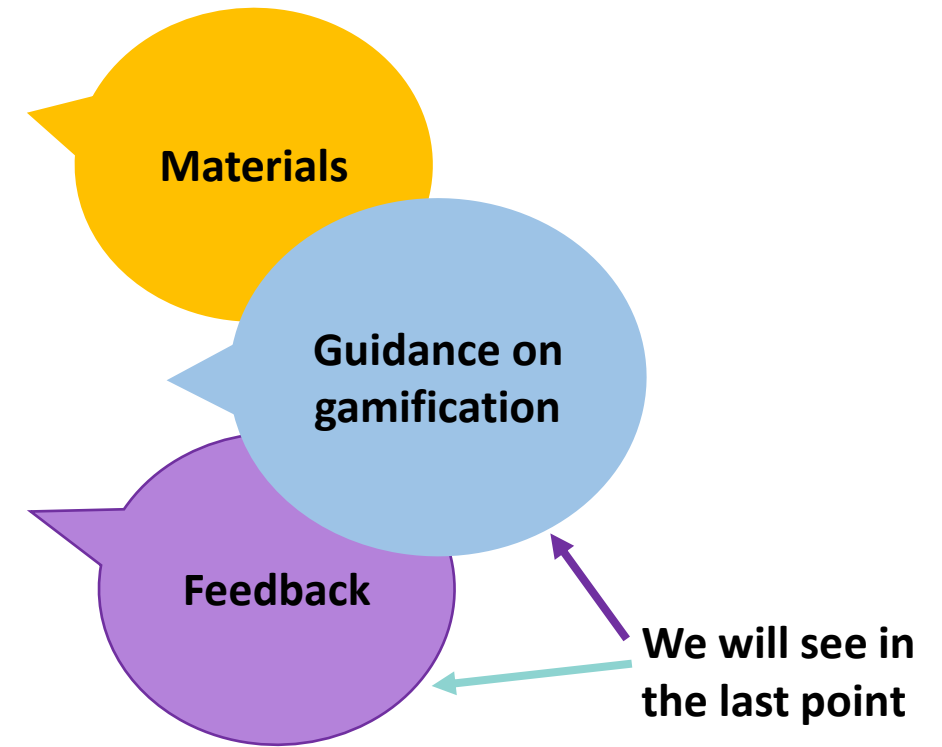 Materials
Guidance on
gamification
Feedback
We will see in
the last point